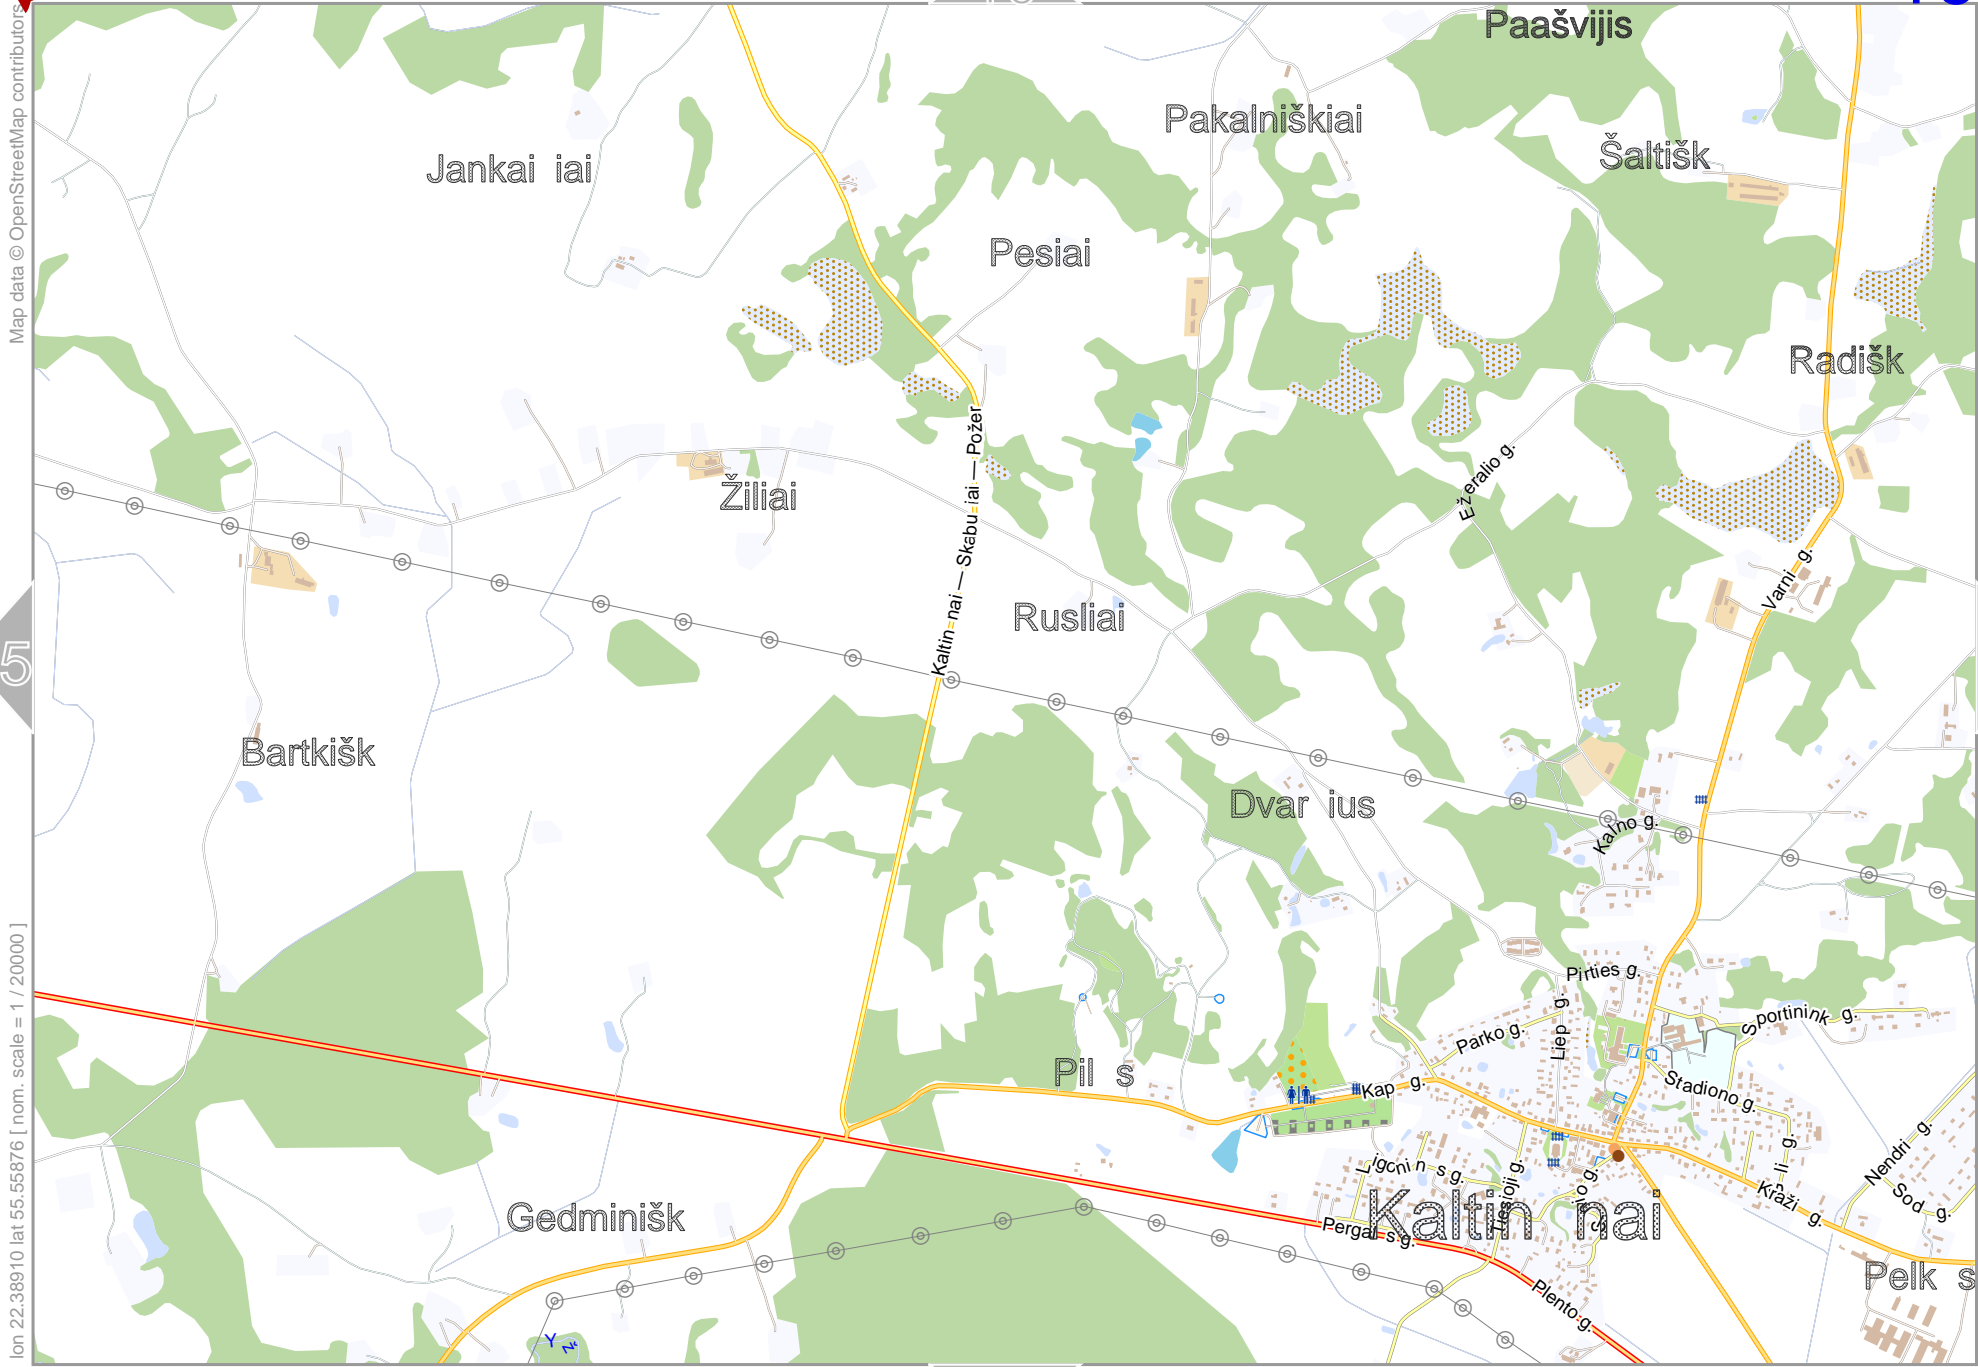 Paašvijis
Pakalniškiai
Šaltišk
Jankai iai
Pesiai
Radišk
Kaltin nai — Skabu iai — Požer
Ežeralio g.
Žiliai
Varni g.
Rusliai
5
Bartkišk
Dvar ius
Kalno g.
Pirties g.
Liep g.
Parko g.
Sportinink g.
Pil s
Kap g.
Stadiono g.
Nendri g.
Sod g.
Kraži g.
Kaltin nai
Gedminišk
Pergal s g.
Plento g.
Pelk s
Map data © OpenStreetMap contributors
lon 22.38910 lat 55.55876 [ nom. scale = 1 / 20000 ]